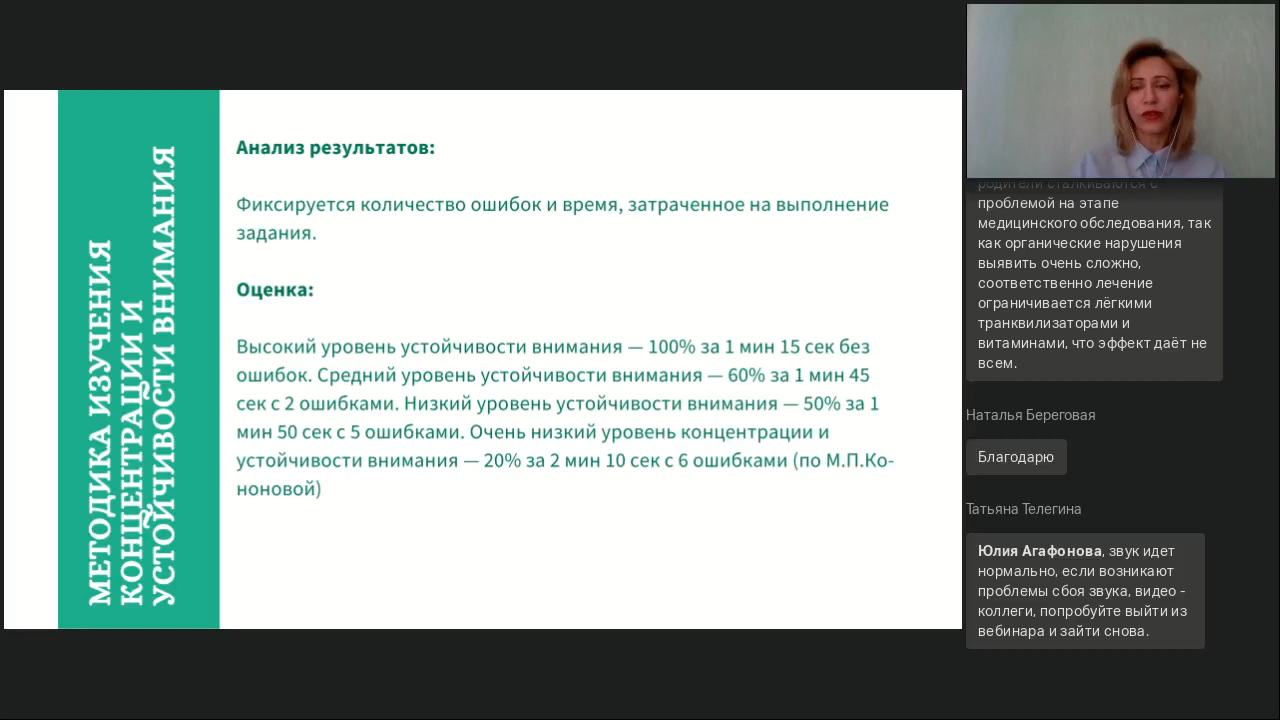 МЕТОДИКА ИЗУЧЕНИЯ
КОНЦЕНТРАЦИИ И
УСТОЙЧИВОСТИ ВНИМАНИЯ
Анализ результатов:
Фиксируется количество ошибок и время, затраченное на выполнение
задания.
Оценка:
Высокий уровень устойчивости внимания — 100% за 1 мин 15 сек без
ошибок. Средний уровень устойчивости внимания — 60% за 1 мин 45
сек с 2 ошибками. Низкий уровень устойчивости внимания — 50% за 1
мин 50 сек с 5 ошибками. Очень низкий уровень концентрации и
устойчивости внимания — 20% за 2 мин 10 сек с 6 ошибками (по М.П.Ко-
ноновой)
родители сталкиваются с
проблемой на этапе
медицинского обследования, так
как органические нарушения
выявить очень сложно,
соответственно лечение
ограничивается лёгкими
транквилизаторами и
витаминами, что эффект даёт не
всем.
Наталья Береговая
Благодарю
Татьяна Телегина
Юлия Агафонова, звук идет
нормально, если возникают
проблемы сбоя звука, видео -
коллеги, попробуйте выйти из
вебинара и зайти снова.